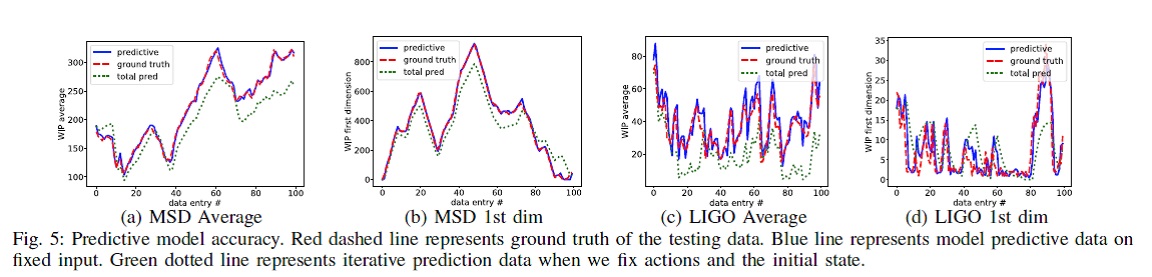 predictive
ground truth
total pred
300
250
200
150
100
WIP average
0 20 40 60 80 100
data entry #
(a) MSD Average
predictive
ground truth
total pred
800
600
400
200
0
WIP first dimension
0 20 40 60 80 100
data entry #
(b) MSD 1st dim
predictive
ground truth
total pred
80
60
40
20
WIP average
0 20 40 60 80 100
data entry #
(c) LIGO Average
predictive
ground truth
total pred
35
30
25
20
15
10
5
0
WIP first dimension
0 20 40 60 80 100
data entry #
(d) LIGO 1st dim
Fig. 5: Predictive model accuracy. Red dashed line represents ground truth of the testing data. Blue line represents model predictive data on
fixed input. Green dotted line represents iterative prediction data when we fix actions and the initial state.